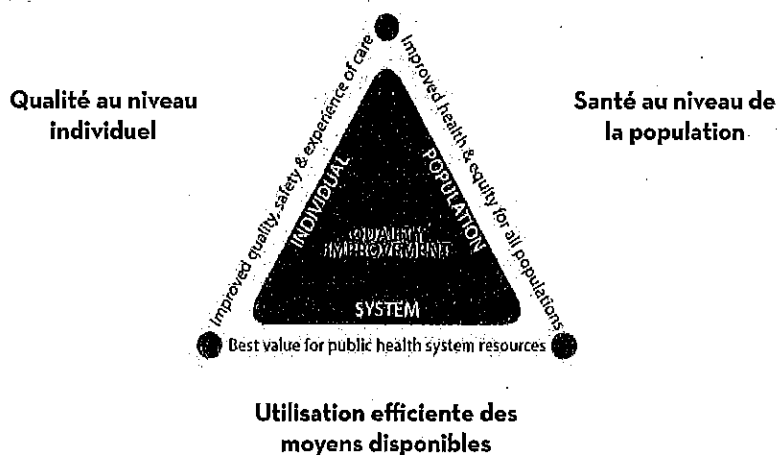 Qualité au niveau
individuel
Improved quality, safety & experience of care
Improved health & equity for all populations
Santé au niveau de
la population
INDIVIDUAL
POPULATION
QUALITY
IMPROVEMENT
SYSTEM
Best value for public health system resources
Utilisation efficiente des
moyens disponibles